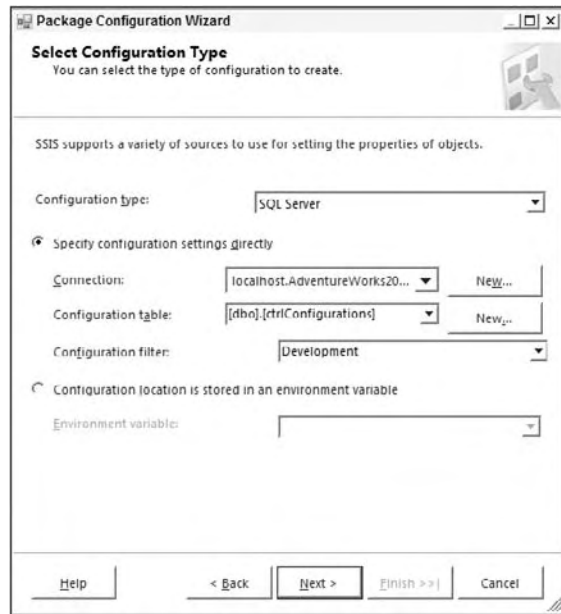 Package Configuration Wizard
Select Configuration Type
You can select the type of configuration to create.
SSIS supports a variety of sources to use for setting the properties of objects.
Configuration type: SQL Server
Specify configuration settings directly
Connection: localhost.AdventureWorks20... New...
Configuration table: [dbo].[ctrlConfigurations] New...
Configuration filter: Development
Configuration location is stored in an environment variable
Environment variable:
Help < Back Next > Finish >>| Cancel